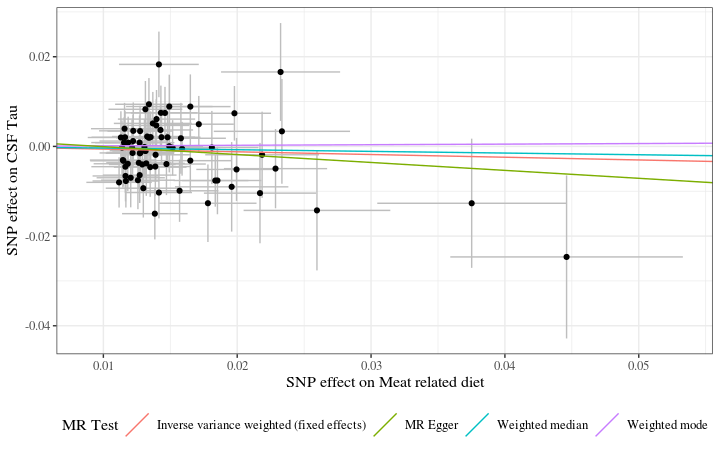 SNP effect on CSF Tau
0.02
0.00
-0.02
-0.04
0.01 0.02 0.03 0.04 0.05
SNP effect on Meat related diet
MR Test Inverse variance weighted (fixed effects) MR Egger Weighted median Weighted mode